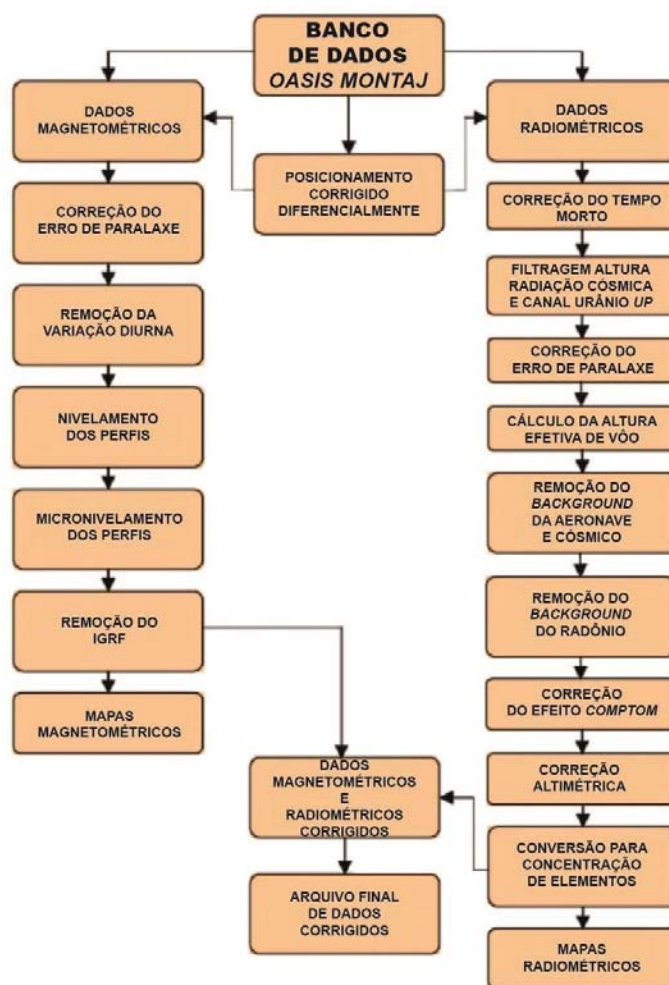 BANCO
DE DADOS
OASIS MONTAJ
DADOS
MAGNETOMÉTRICOS
DADOS
RADIOMÉTRICOS
POSICIONAMENTO
CORRIGIDO
DIFERENCIALMENTE
CORREÇÃO DO
ERRO DE PARALAXE
REMOÇÃO DA
VARIAÇÃO DIURNA
NIVELAMENTO
DOS PERFIS
MICRONIVELAMENTO
DOS PERFIS
REMOÇÃO DO
IGRF
MAPAS
MAGNETOMÉTRICOS
CORREÇÃO DO TEMPO
MORTO
FILTRAGEM ALTURA
RADIAÇÃO CÓSMICA
E CANAL URÂNIO UP
CORREÇÃO DO
ERRO DE PARALAXE
CÁLCULO DA ALTURA
EFETIVA DE VÔO
REMOÇÃO DO
BACKGROUND
DA AERONAVE
E CÓSMICO
REMOÇÃO DO
BACKGROUND
DO RADÔNIO
CORREÇÃO
DO EFEITO COMPTOM
CORREÇÃO
ALTIMÉTRICA
CONVERSÃO PARA
CONCENTRAÇÃO
DE ELEMENTOS
MAPAS
RADIOMÉTRICOS
DADOS
MAGNETOMÉTRICOS
E
RADIOMÉTRICOS
CORRIGIDOS
ARQUIVO FINAL
DE DADOS
CORRIGIDOS